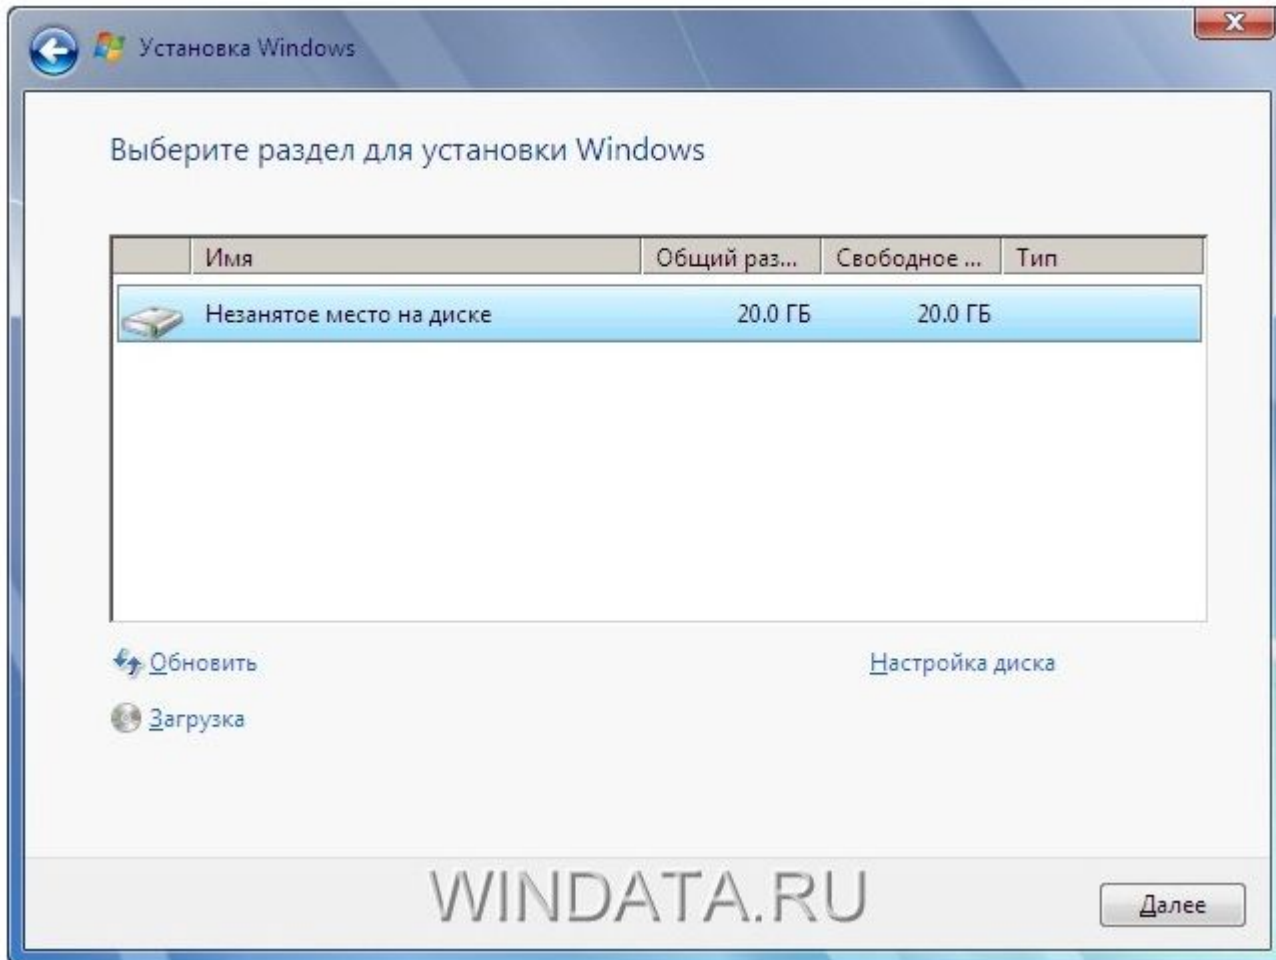 Установка Windows
Выберите раздел для установки Windows
Имя Общий раз... Свободное ... Тип
Незанятое место на диске 20.0 ГБ 20.0 ГБ
Обновить Настройка диска
Загрузка
WINDATA.RU
Далее